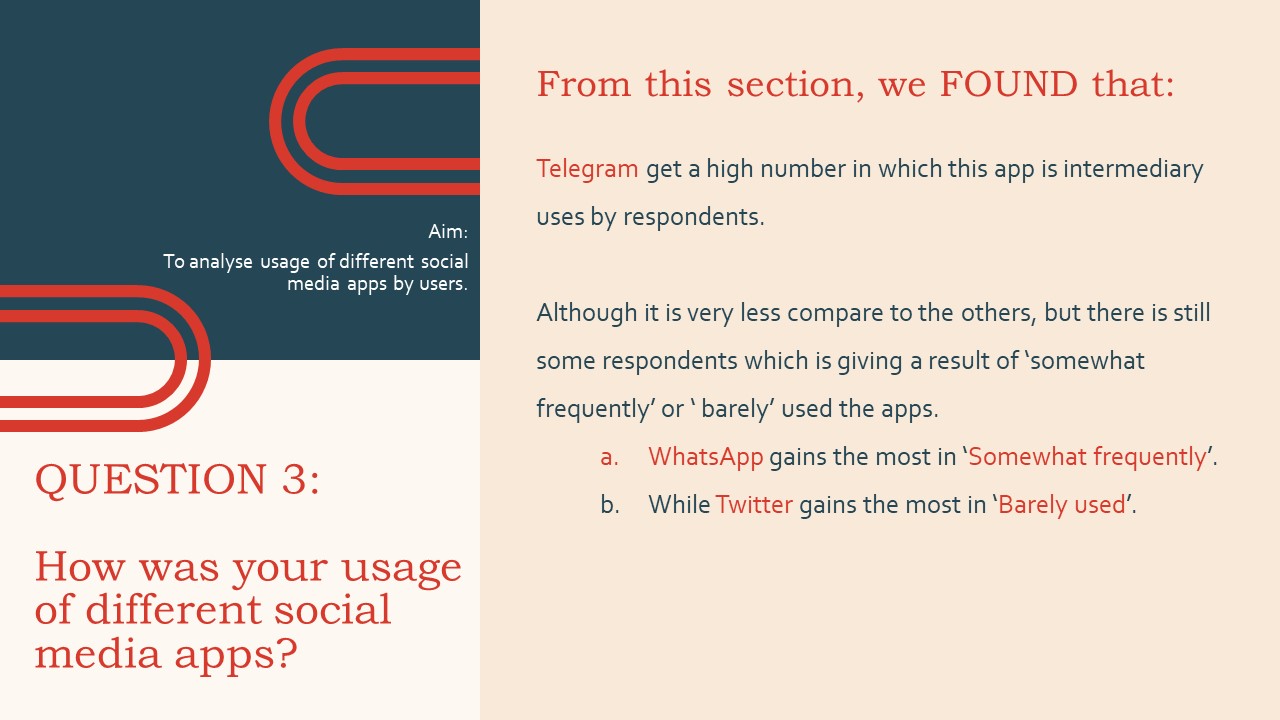 Aim:
To analyse usage of different social
media apps by users.
QUESTION 3:
How was your usage
of different social
media apps?
From this section, we FOUND that:
Telegram get a high number in which this app is intermediary
uses by respondents.
Although it is very less compare to the others, but there is still
some respondents which is giving a result of ‘somewhat
frequently’ or ‘ barely’ used the apps.
a. WhatsApp gains the most in ‘Somewhat frequently’.
b. While Twitter gains the most in ‘Barely used’.